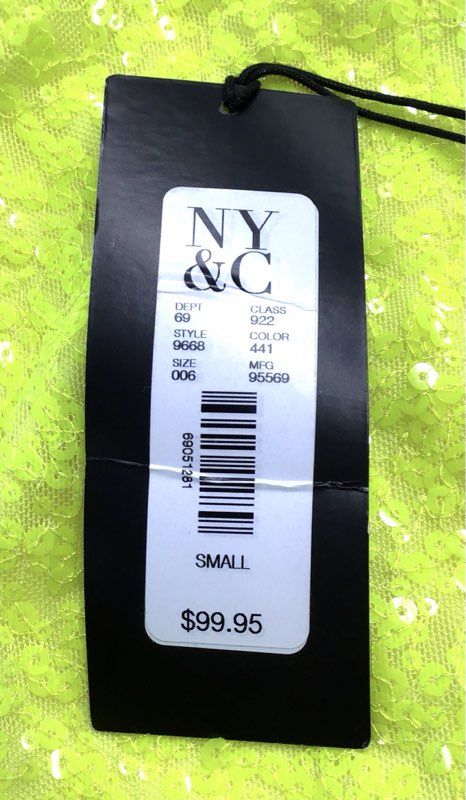 NY
&C
DEPT CLASS
69 922
STYLE COLOR
9668 441
SIZE MFG
006 95569
69051281
SMALL
$99.95